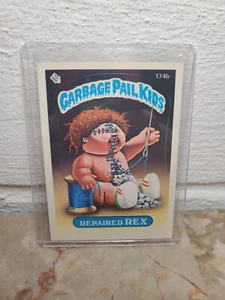 174b
GARBAGE PAIL KIDS
REPAIRED REX